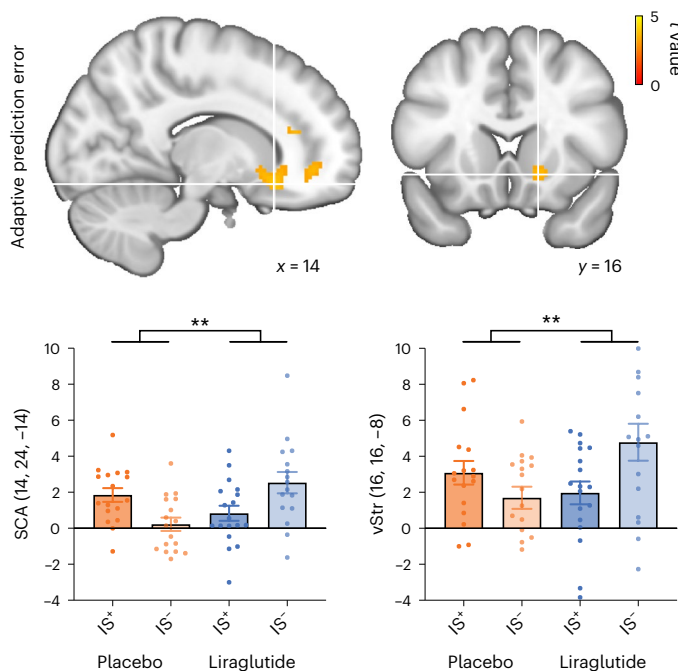 Adaptive prediction error
x = 14
y = 16
5
0
t value
**
SCA (14, 24, −14)
10
8
6
4
2
0
−2
−4
IS⁺
IS⁻
IS⁺
IS⁻
Placebo
Liraglutide
**
vStr (16, 16, −8)
10
8
6
4
2
0
−2
−4
IS⁺
IS⁻
IS⁺
IS⁻
Placebo
Liraglutide